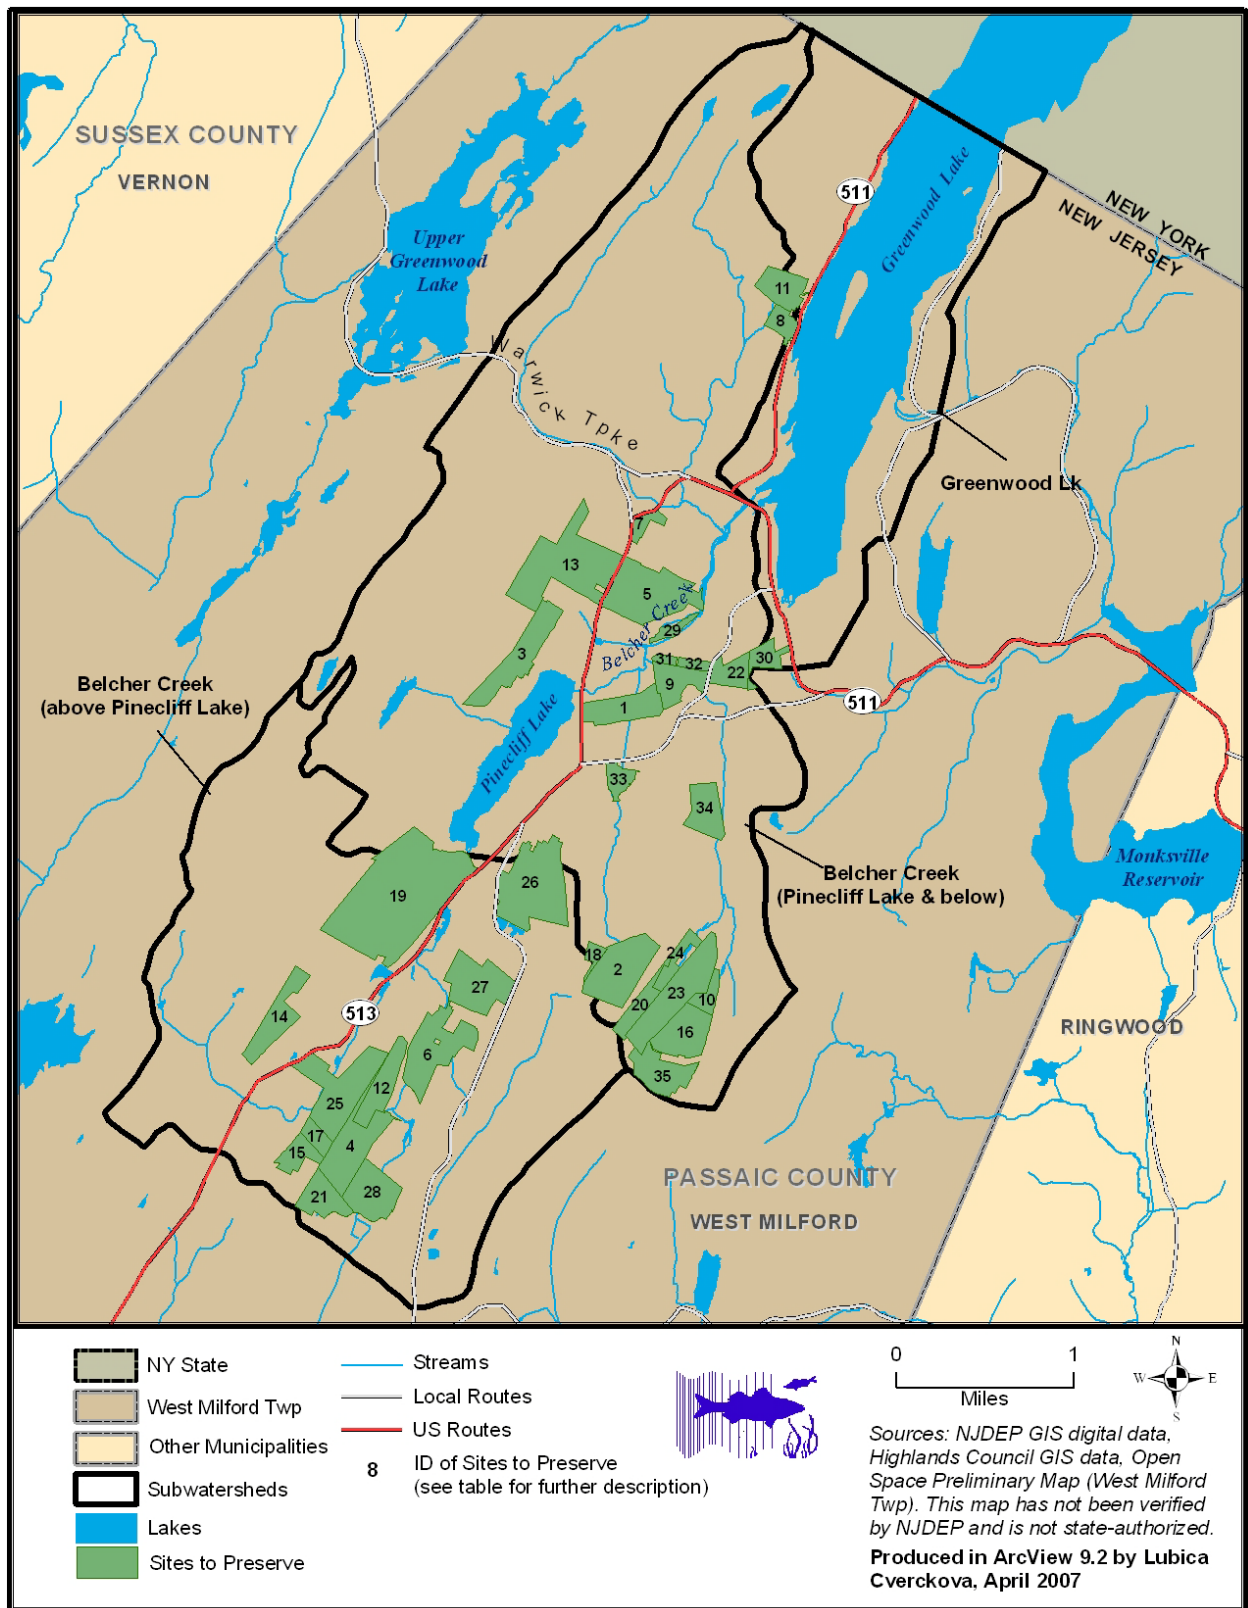 SUSSEX COUNTY
VERNON
Upper
Greenwood
Lake
Greenwood Lake
511
NEW YORK
NEW JERSEY
11
8
Warwick Tpke
Greenwood Lk
7
13
5
Belcher Creek
29
3
31
32
30
22
9
1
511
Belcher Creek
(above Pinecliff Lake)
Pinecliff Lake
33
34
Monksville
Reservoir
Belcher Creek
(Pinecliff Lake & below)
19
26
18
2
24
27
23
10
20
14
513
16
RINGWOOD
6
35
12
25
17
4
15
21
28
PASSAIC COUNTY
WEST MILFORD
NY State
West Milford Twp
Other Municipalities
Subwatersheds
Lakes
Sites to Preserve
Streams
Local Routes
US Routes
8
ID of Sites to Preserve
(see table for further description)
0 1
Miles
N
W E
S
Sources: NJDEP GIS digital data,
Highlands Council GIS data, Open
Space Preliminary Map (West Milford
Twp). This map has not been verified
by NJDEP and is not state-authorized.
Produced in ArcView 9.2 by Lubica
Cverckova, April 2007